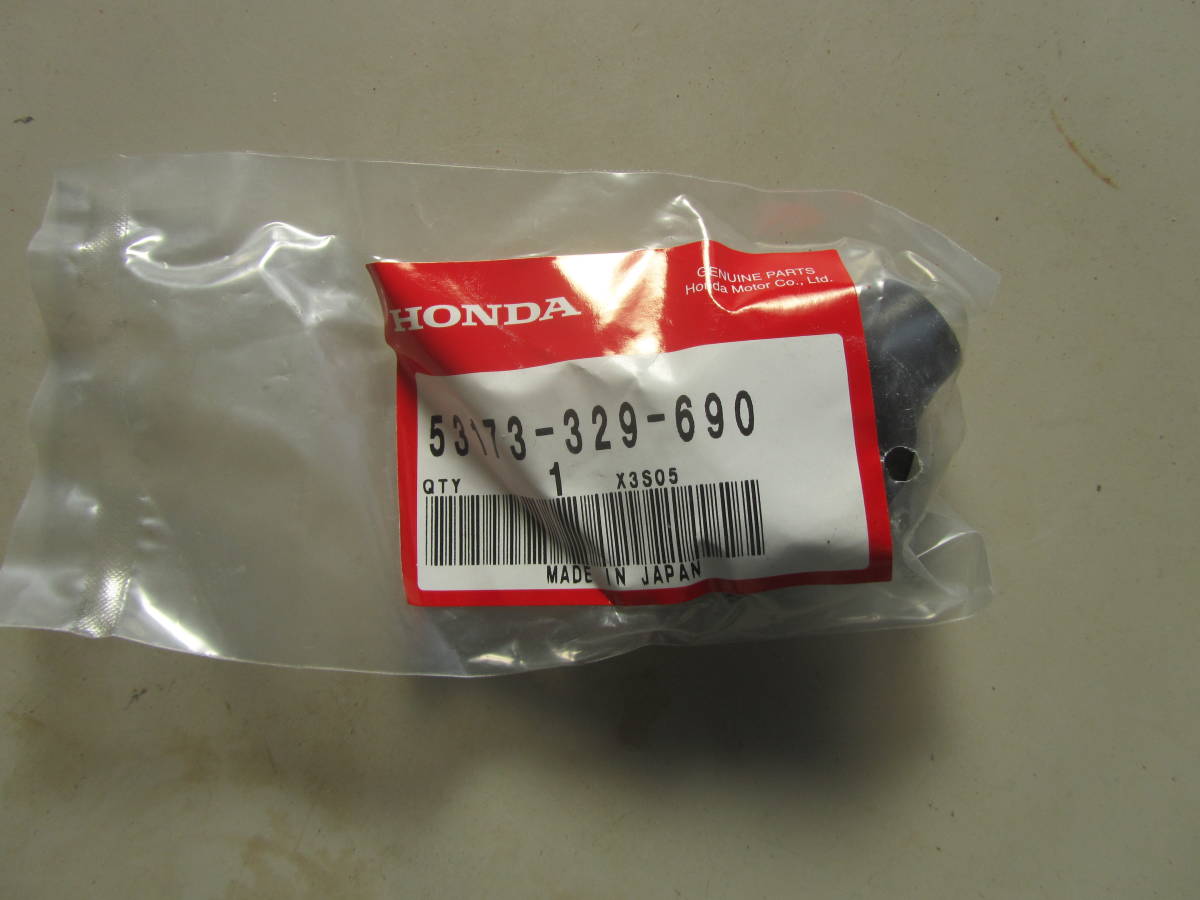 HONDA
GENUINE PARTS
Honda Motor Co., Ltd.
53173-329-690
QTY 1 X3S05
MADE IN JAPAN